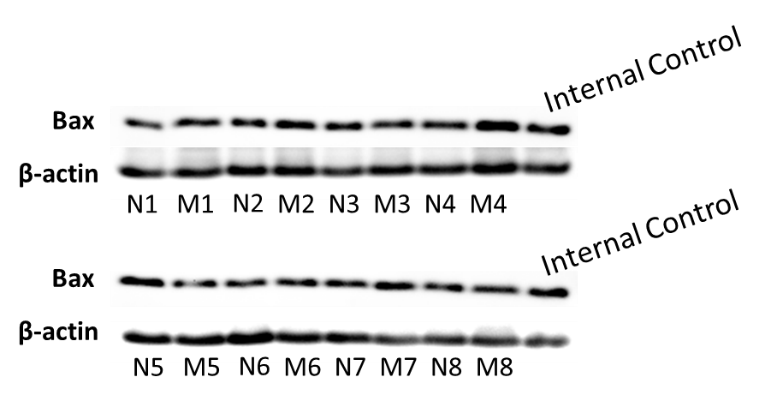 Internal Control
Bax
β-actin
N1 M1 N2 M2 N3 M3 N4 M4
Internal Control
Bax
β-actin
N5 M5 N6 M6 N7 M7 N8 M8